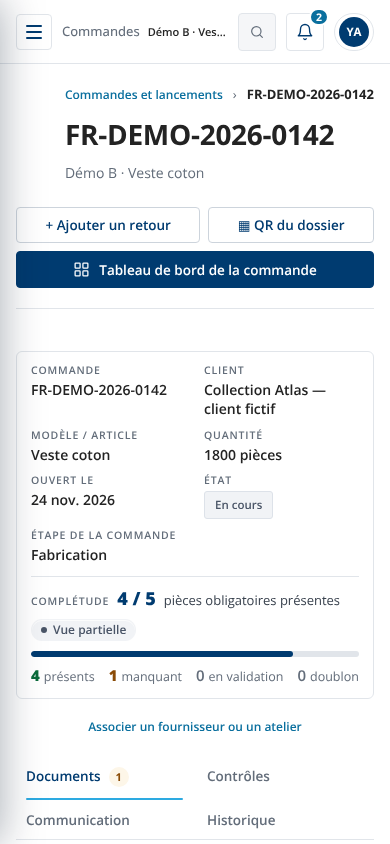 Commandes Démo B · Ves... 2 YA
Commandes et lancements › FR-DEMO-2026-0142
FR-DEMO-2026-0142
Démo B · Veste coton
+ Ajouter un retour
▦ QR du dossier
Tableau de bord de la commande
COMMANDE
FR-DEMO-2026-0142
CLIENT
Collection Atlas —
client fictif
MODÈLE / ARTICLE
Veste coton
QUANTITÉ
1800 pièces
OUVERT LE
24 nov. 2026
ÉTAT
En cours
ÉTAPE DE LA COMMANDE
Fabrication
COMPLÉTUDE 4 / 5 pièces obligatoires présentes
Vue partielle
4 présents 1 manquant 0 en validation 0 doublon
Associer un fournisseur ou un atelier
Documents 1
Contrôles
Communication
Historique